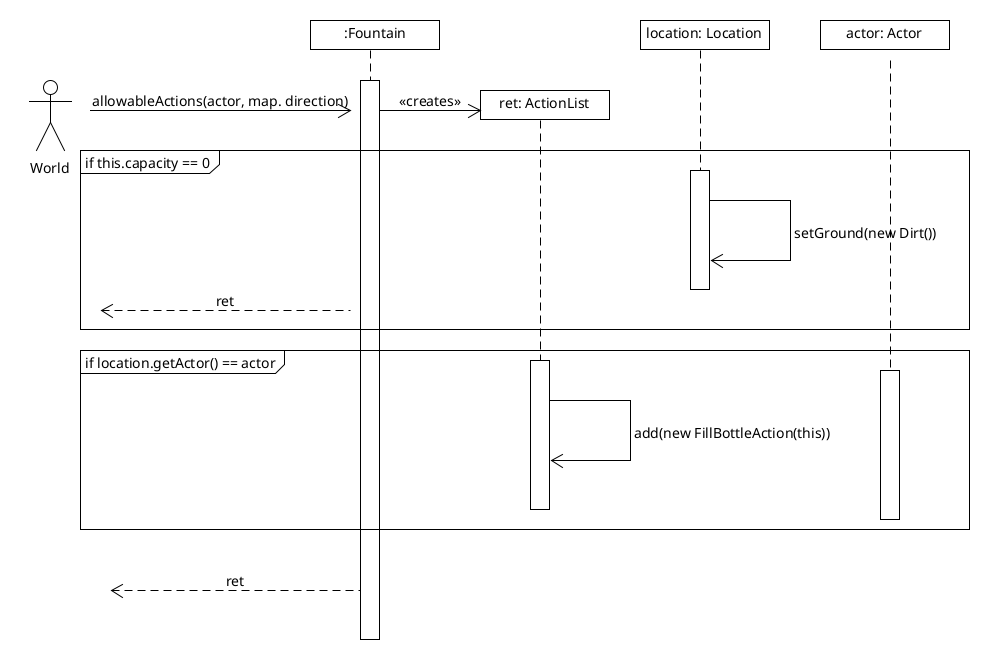 :Fountain
location: Location
actor: Actor
allowableActions(actor, map. direction)
«creates»
ret: ActionList
World
if this.capacity == 0
setGround(new Dirt())
ret
if location.getActor() == actor
add(new FillBottleAction(this))
ret